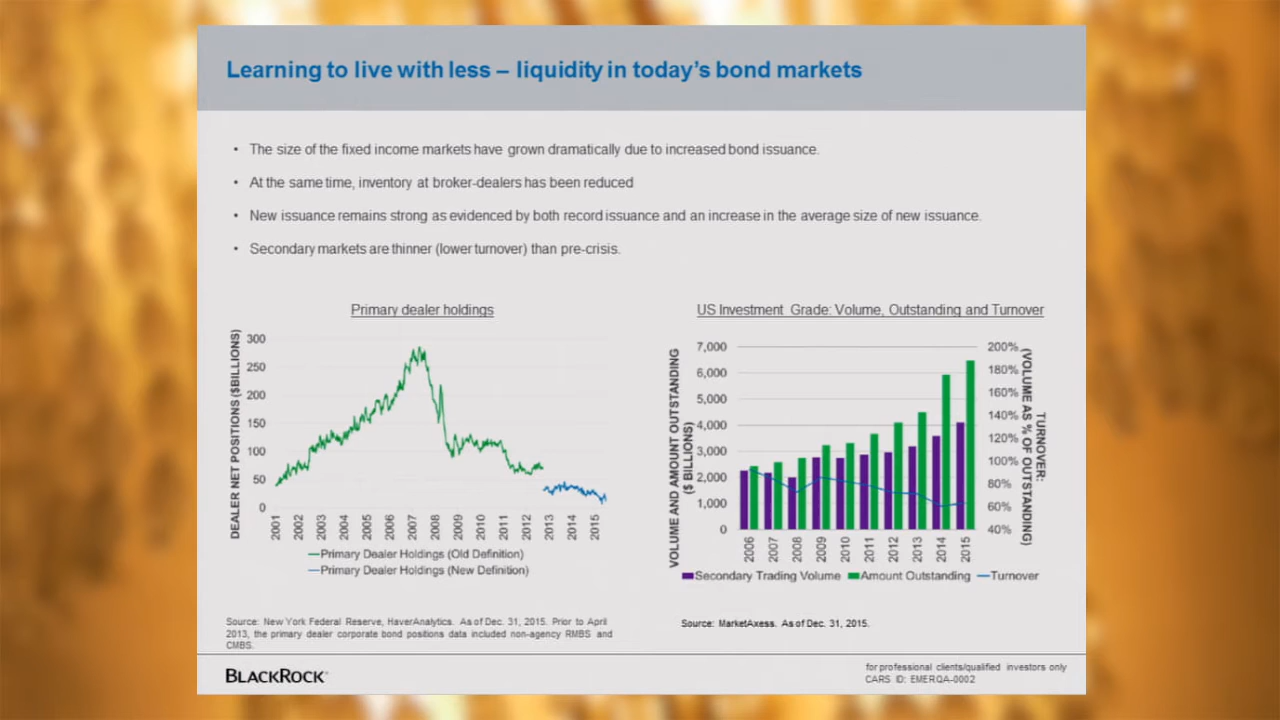 Learning to live with less – liquidity in today's bond markets
• The size of the fixed income markets have grown dramatically due to increased bond issuance.
• At the same time, inventory at broker-dealers has been reduced
• New issuance remains strong as evidenced by both record issuance and an increase in the average size of new issuance.
• Secondary markets are thinner (lower turnover) than pre-crisis.
Primary dealer holdings
DEALER NET POSITIONS ($BILLIONS)
300
250
200
150
100
50
0
2001 2002 2003 2004 2005 2006 2007 2008 2009 2010 2011 2012 2013 2014 2015
Primary Dealer Holdings (Old Definition)
Primary Dealer Holdings (New Definition)
Source: New York Federal Reserve, HaverAnalytics. As of Dec. 31, 2015. Prior to April
2013, the primary dealer corporate bond positions data included non-agency RMBS and
CMBS.
US Investment Grade: Volume, Outstanding and Turnover
VOLUME AND AMOUNT OUTSTANDING
($ BILLIONS)
7,000
6,000
5,000
4,000
3,000
2,000
1,000
0
200%
180%
160%
140%
120%
100%
80%
60%
40%
TURNOVER:
(VOLUME AS % OF OUTSTANDING)
2006 2007 2008 2009 2010 2011 2012 2013 2014 2015
Secondary Trading Volume Amount Outstanding Turnover
Source: MarketAxess. As of Dec. 31, 2015.
BLACKROCK
for professional clients/qualified investors only
CARS ID: EMERQA-0002